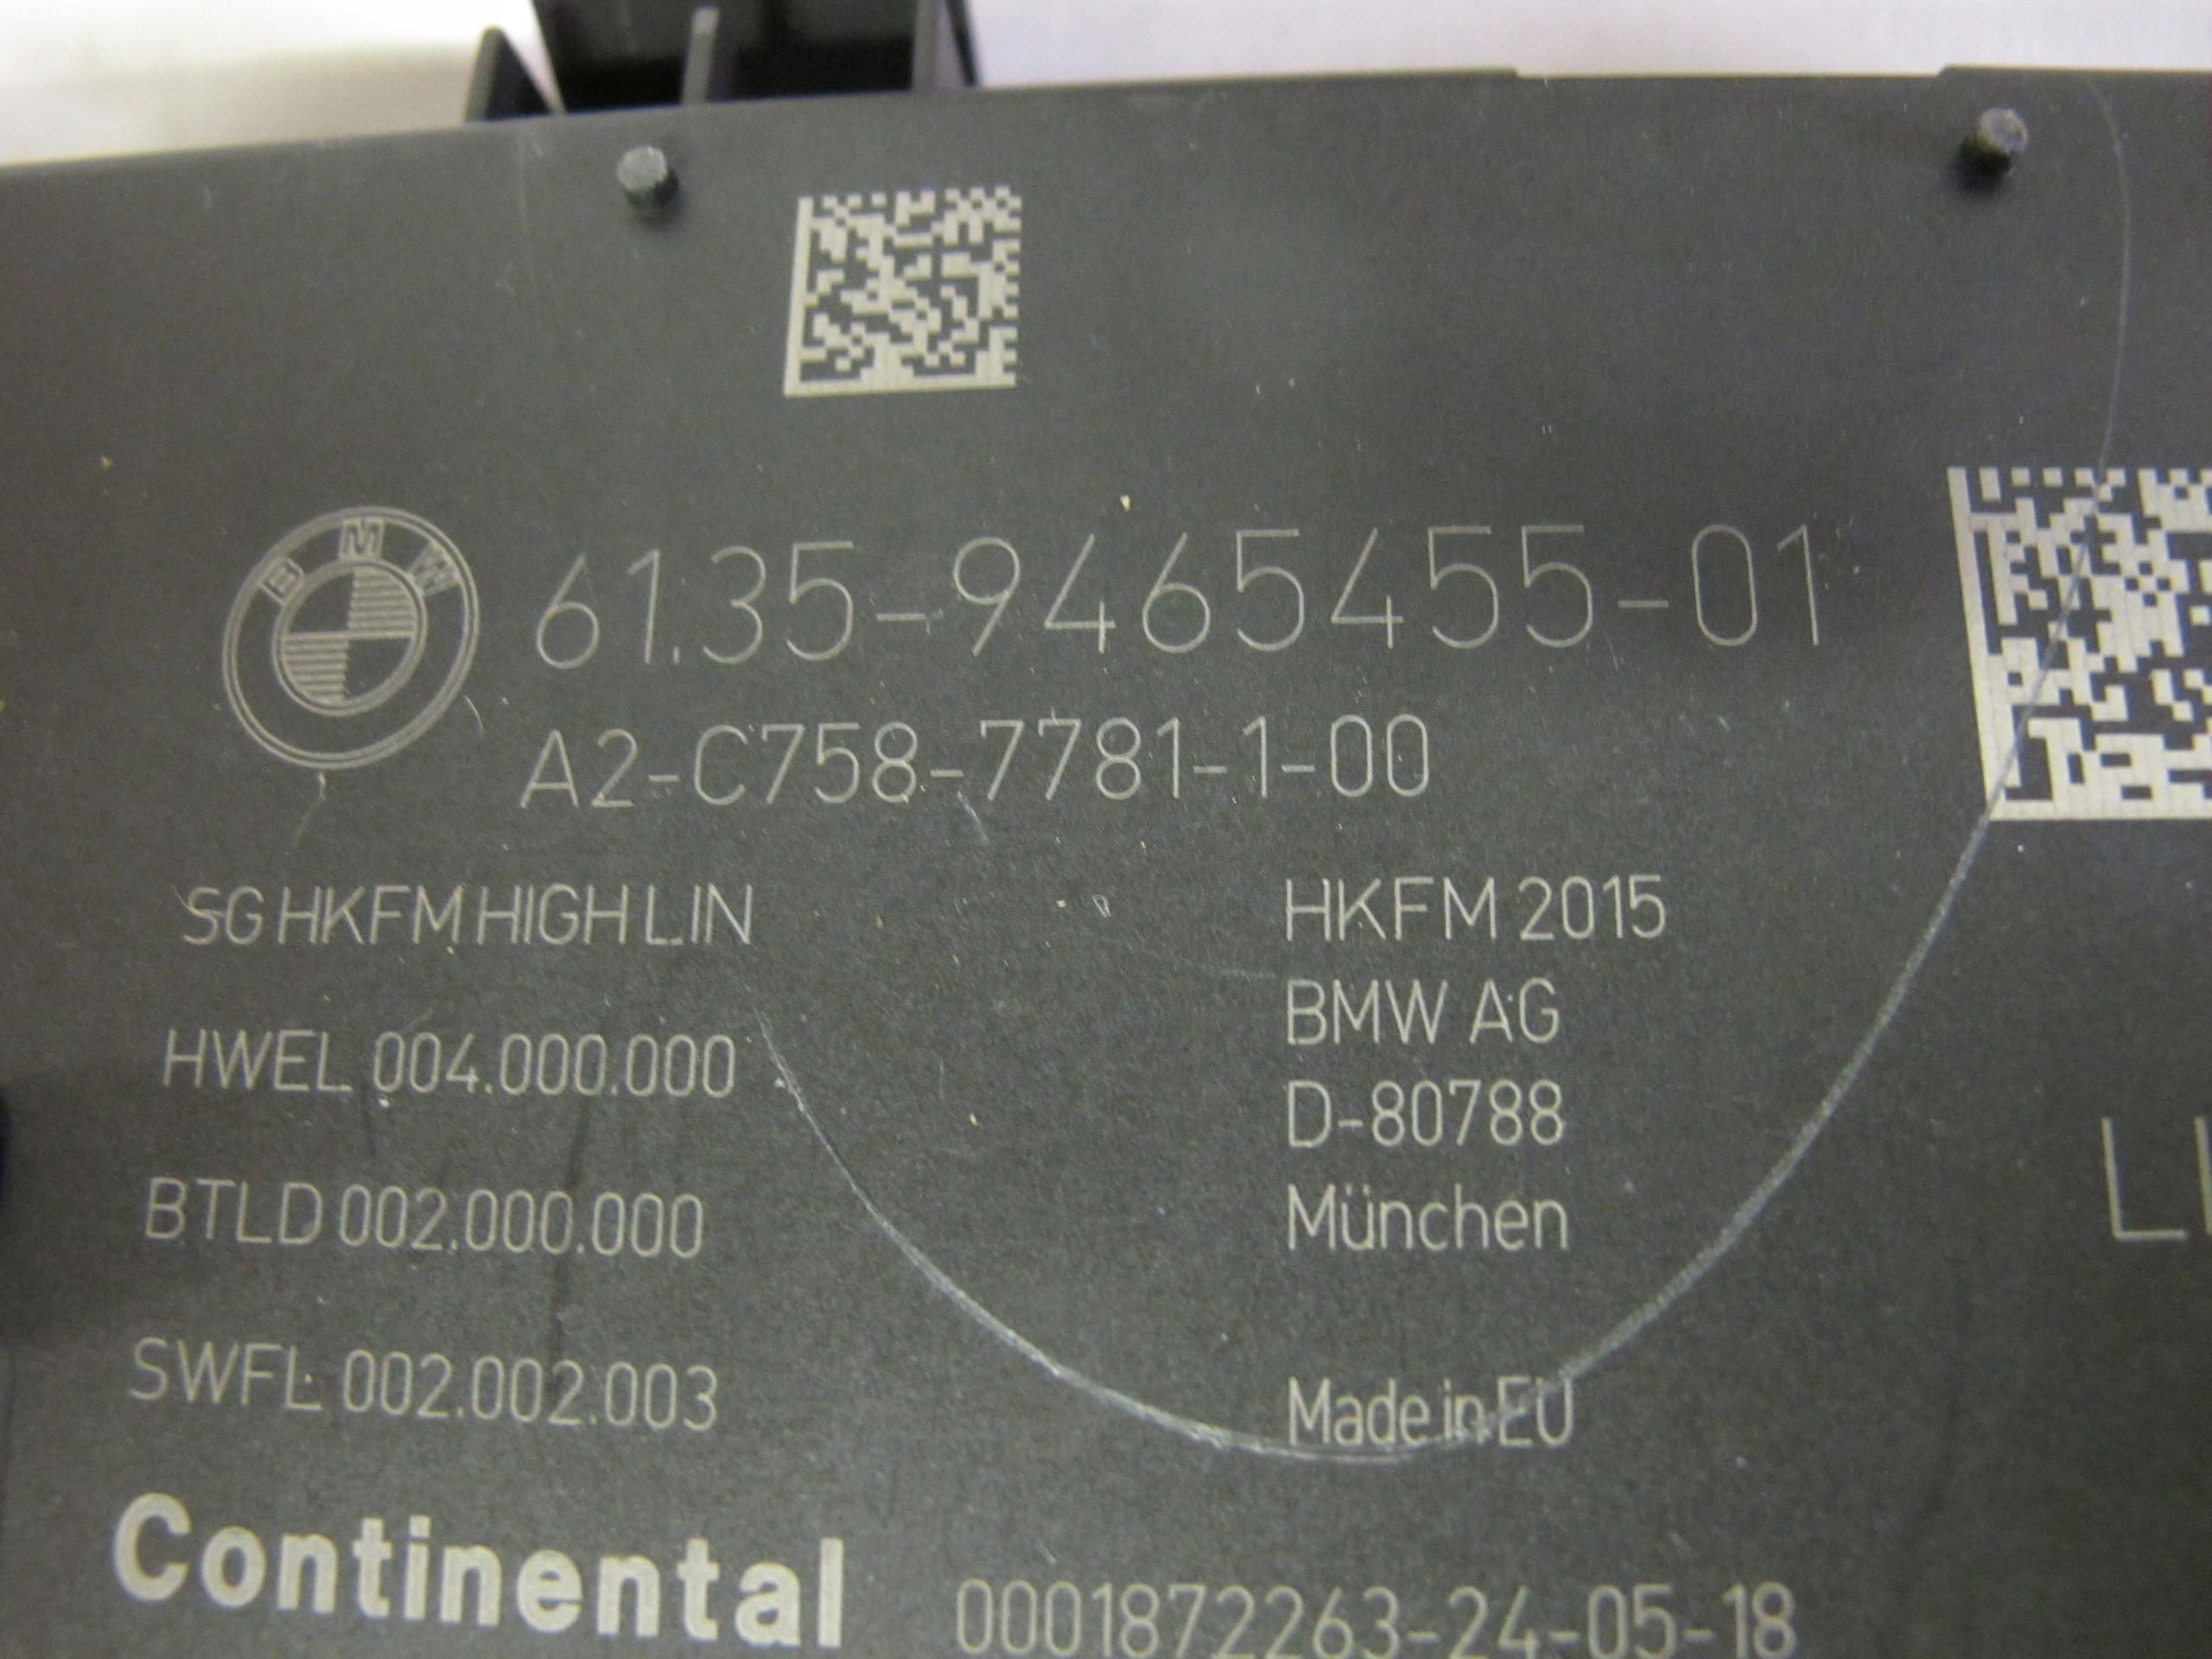 BMW
61.35-9465455-01
A2-C758-7781-1-00
SG HKFM HIGH LIN
HWEL 004.000.000
BTLD 002.000.000
SWFL 002.002.003
HKFM 2015
BMW AG
D-80788
München
Made in EU
Continental
0001872263-24-05-18